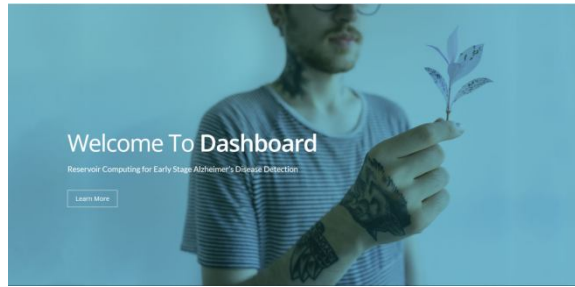 Welcome To Dashboard
Reservoir Computing for Early Stage Alzheimer's Disease Detection
Learn More